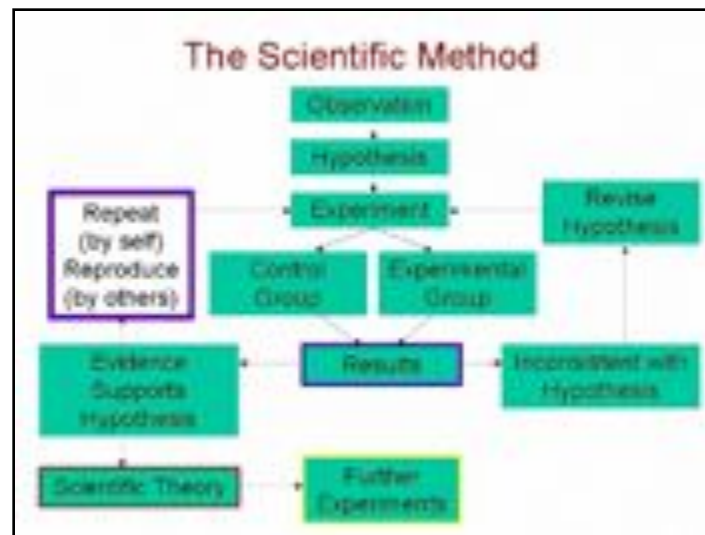 The Scientific Method
Observation
Hypothesis
Experiment
Repeat
(by self)
Reproduce
(by others)
Revise
Hypothesis
Control
Group
Experimental
Group
Evidence
Supports
Hypothesis
Results
Inconsistent with
Hypothesis
Scientific Theory
Further
Experiments